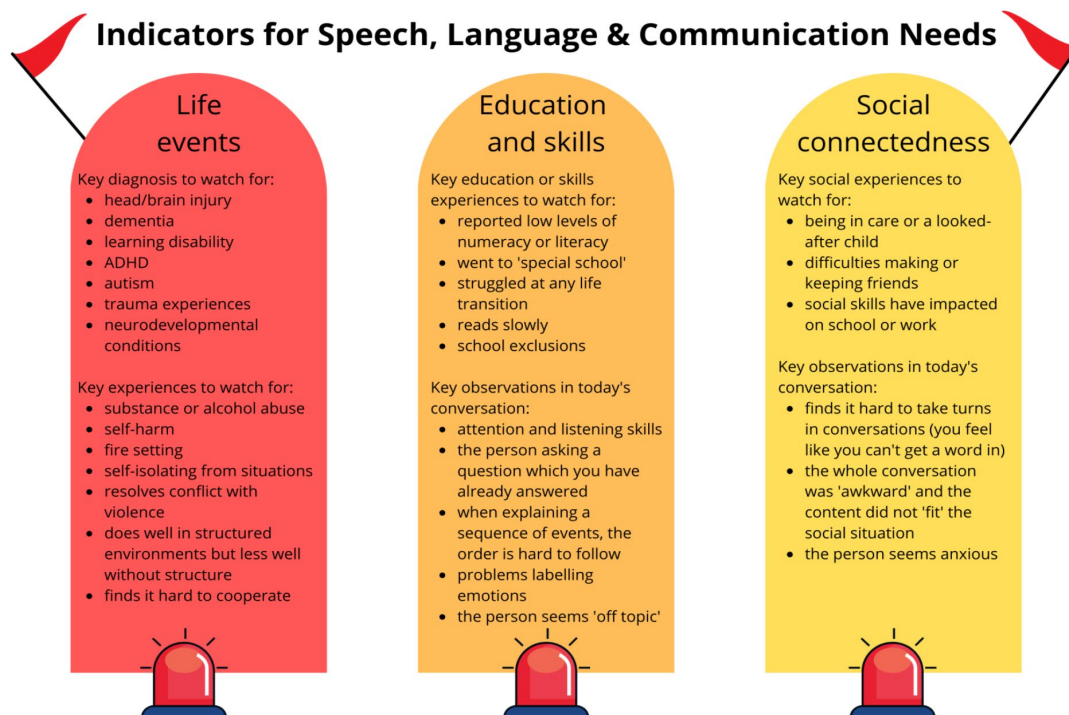 Indicators for Speech, Language & Communication Needs
Life
events
Key diagnosis to watch for:
• head/brain injury
• dementia
• learning disability
• ADHD
• autism
• trauma experiences
• neurodevelopmental
conditions
Key experiences to watch for:
• substance or alcohol abuse
• self-harm
• fire setting
• self-isolating from situations
• resolves conflict with
violence
• does well in structured
environments but less well
without structure
• finds it hard to cooperate
Education
and skills
Key education or skills
experiences to watch for:
• reported low levels of
numeracy or literacy
• went to 'special school'
• struggled at any life
transition
• reads slowly
• school exclusions
Key observations in today's
conversation:
• attention and listening skills
• the person asking a
question which you have
already answered
• when explaining a
sequence of events, the
order is hard to follow
• problems labelling
emotions
• the person seems 'off topic'
Social
connectedness
Key social experiences to
watch for:
• being in care or a looked-
after child
• difficulties making or
keeping friends
• social skills have impacted
on school or work
Key observations in today's
conversation:
• finds it hard to take turns
in conversations (you feel
like you can't get a word in)
• the whole conversation
was 'awkward' and the
content did not 'fit' the
social situation
• the person seems anxious